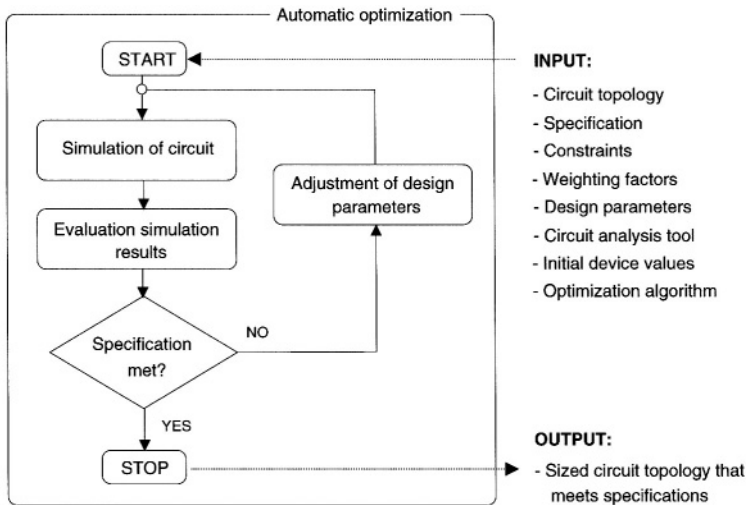 Automatic optimization
START
Simulation of circuit
Evaluation simulation
results
Specification
met?
NO
YES
STOP
Adjustment of design
parameters
INPUT:
- Circuit topology
- Specification
- Constraints
- Weighting factors
- Design parameters
- Circuit analysis tool
- Initial device values
- Optimization algorithm
OUTPUT:
- Sized circuit topology that
meets specifications